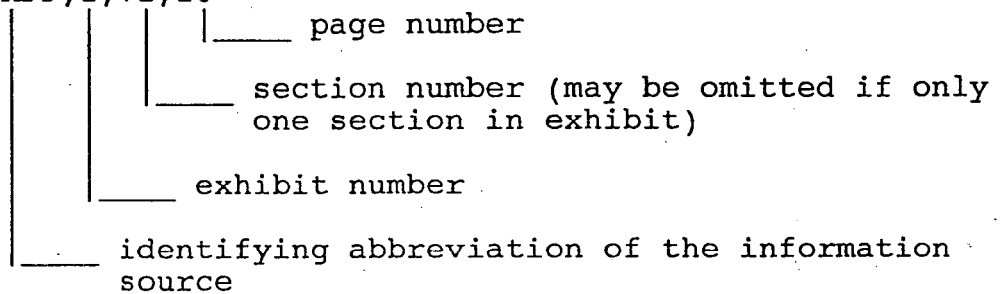 page number
section number (may be omitted if only
one section in exhibit)
exhibit number
identifying abbreviation of the information
source